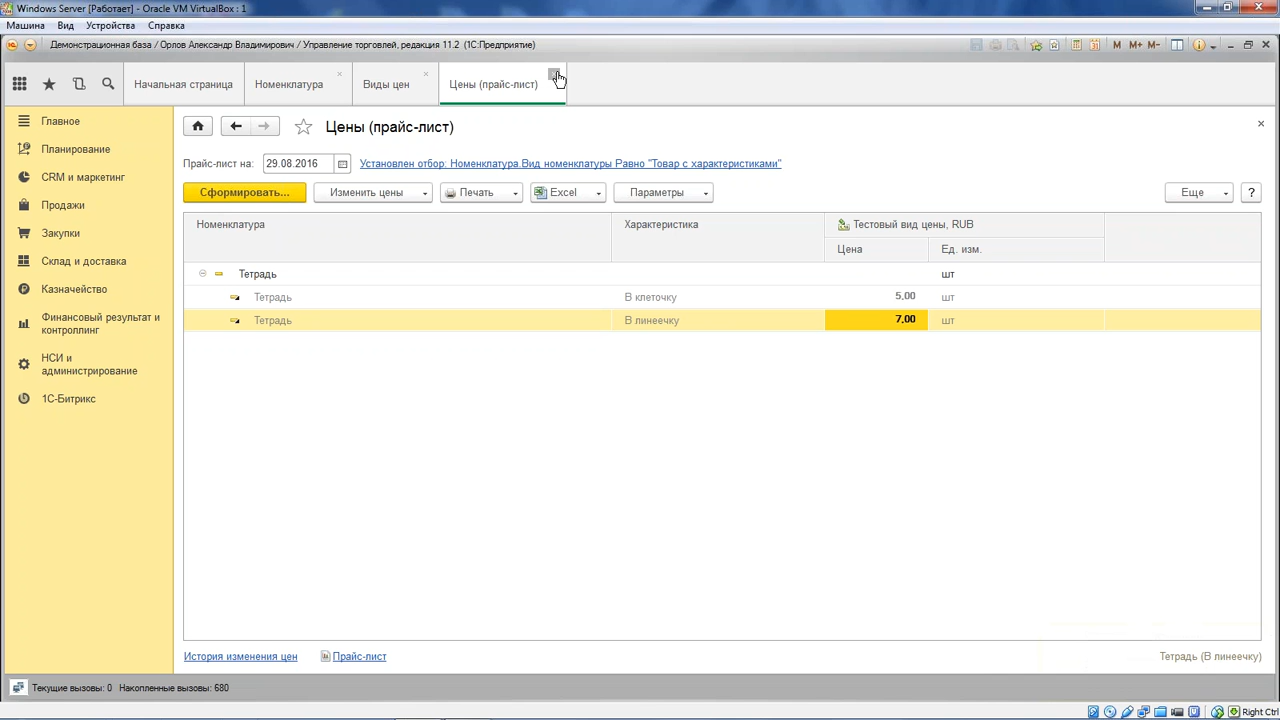 Windows Server [Работает] - Oracle VM VirtualBox : 1
Машина Вид Устройства Справка
Демонстрационная база / Орлов Александр Владимирович / Управление торговлей, редакция 11.2 (1С:Предприятие)
M M+ M-
Начальная страница Номенклатура Виды цен Цены (прайс-лист)
Главное
Планирование
CRM и маркетинг
Продажи
Закупки
Склад и доставка
Казначейство
Финансовый результат и
контроллинг
НСИ и
администрирование
1С-Битрикс
Цены (прайс-лист)
Прайс-лист на: 29.08.2016 Установлен отбор: Номенклатура.Вид номенклатуры Равно "Товар с характеристиками"
Сформировать... Изменить цены Печать Excel Параметры Еще ?
Номенклатура Характеристика Тестовый вид цены, RUB
Цена Ед. изм.
Тетрадь шт
Тетрадь В клеточку 5,00 шт
Тетрадь В линеечку 7,00 шт
История изменения цен Прайс-лист Тетрадь (В линеечку)
Текущие вызовы: 0 Накопленные вызовы: 680
Right Ctrl